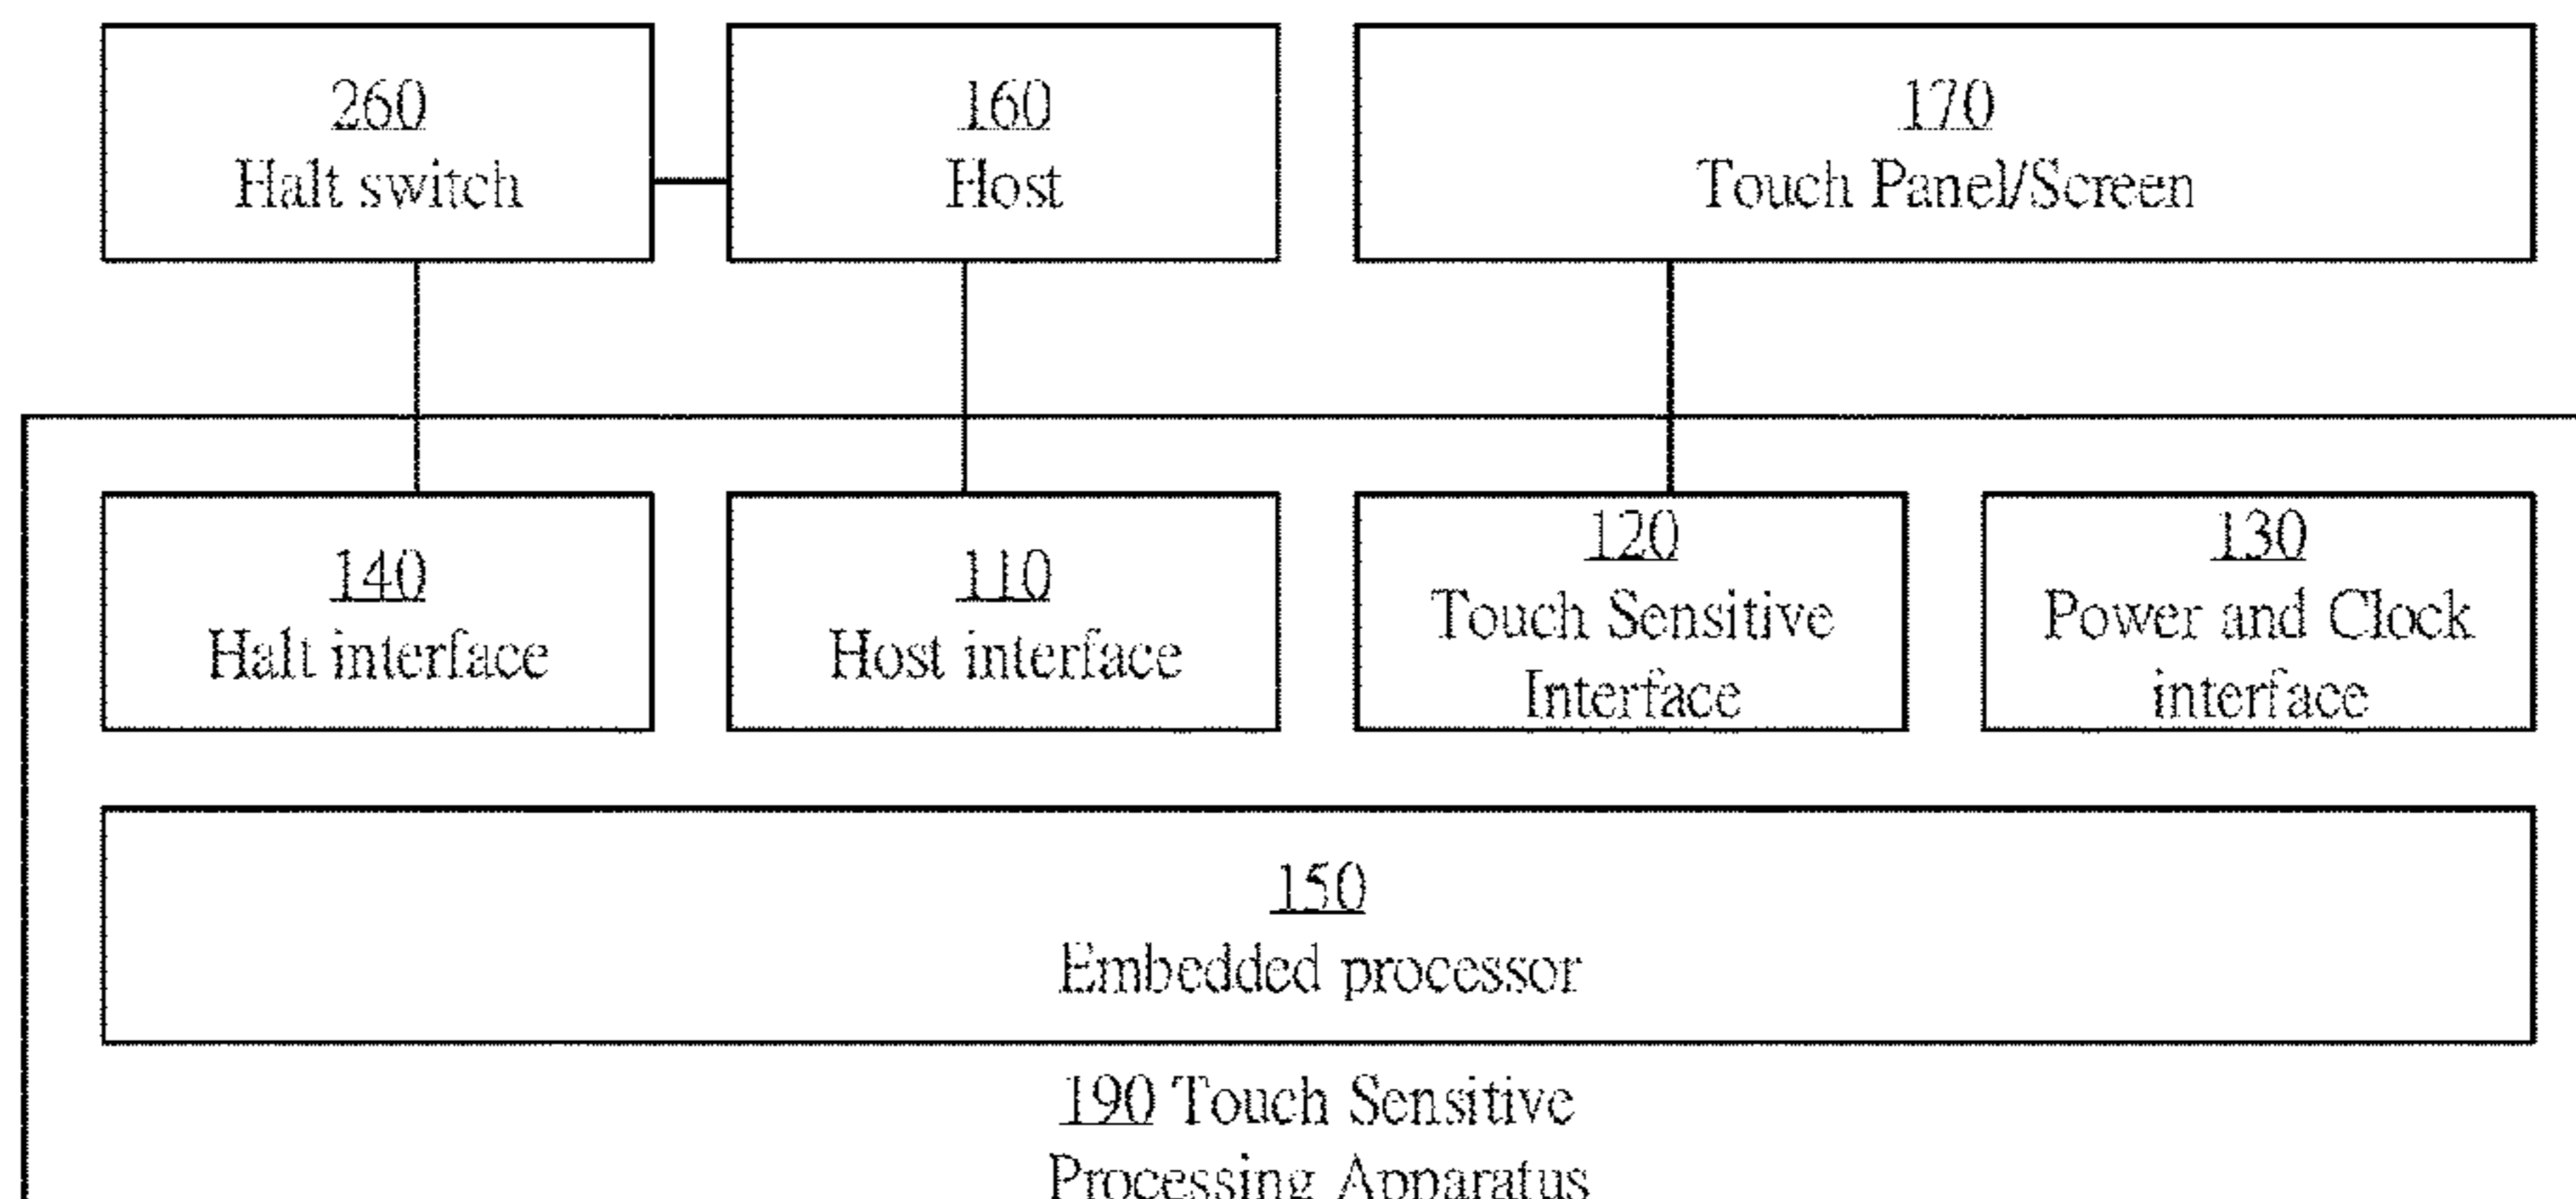 260
Halt switch
160
Host
170
Touch Panel/Screen
140
Halt interface
110
Host interface
120
Touch Sensitive
Interface
130
Power and Clock
interface
150
Embedded processor
190 Touch Sensitive
Processing Apparatus